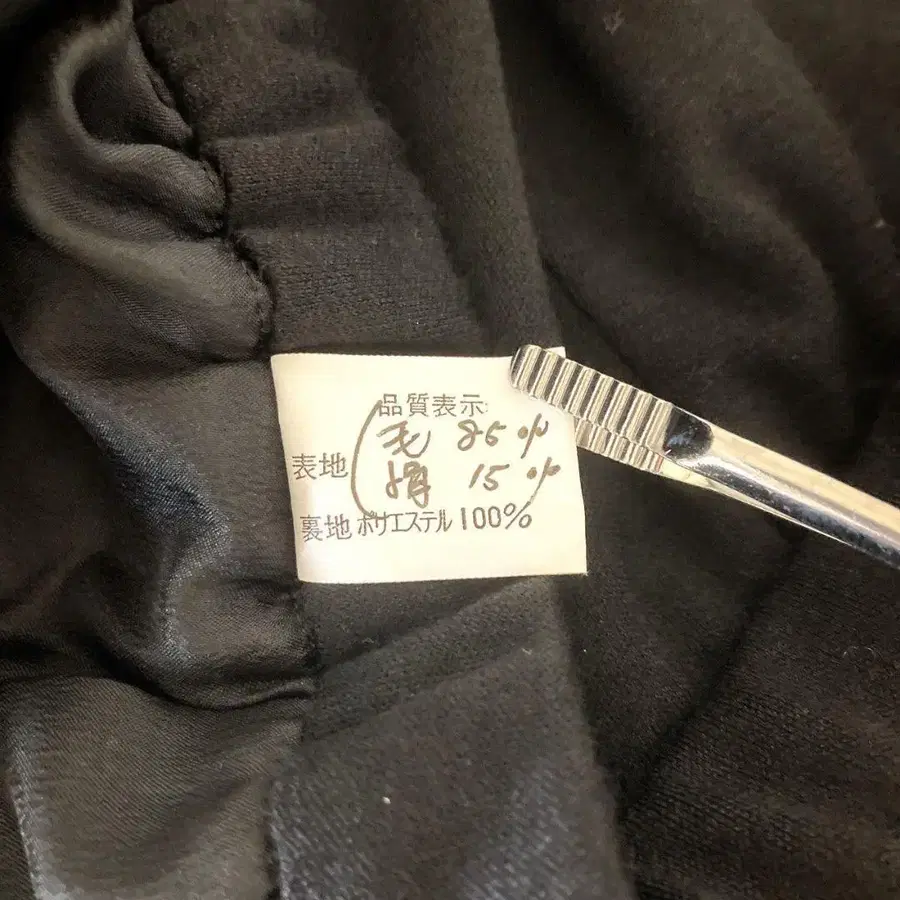 品質表示:
毛 85%
表地
絹 15%
裏地 ポリエステル 100%